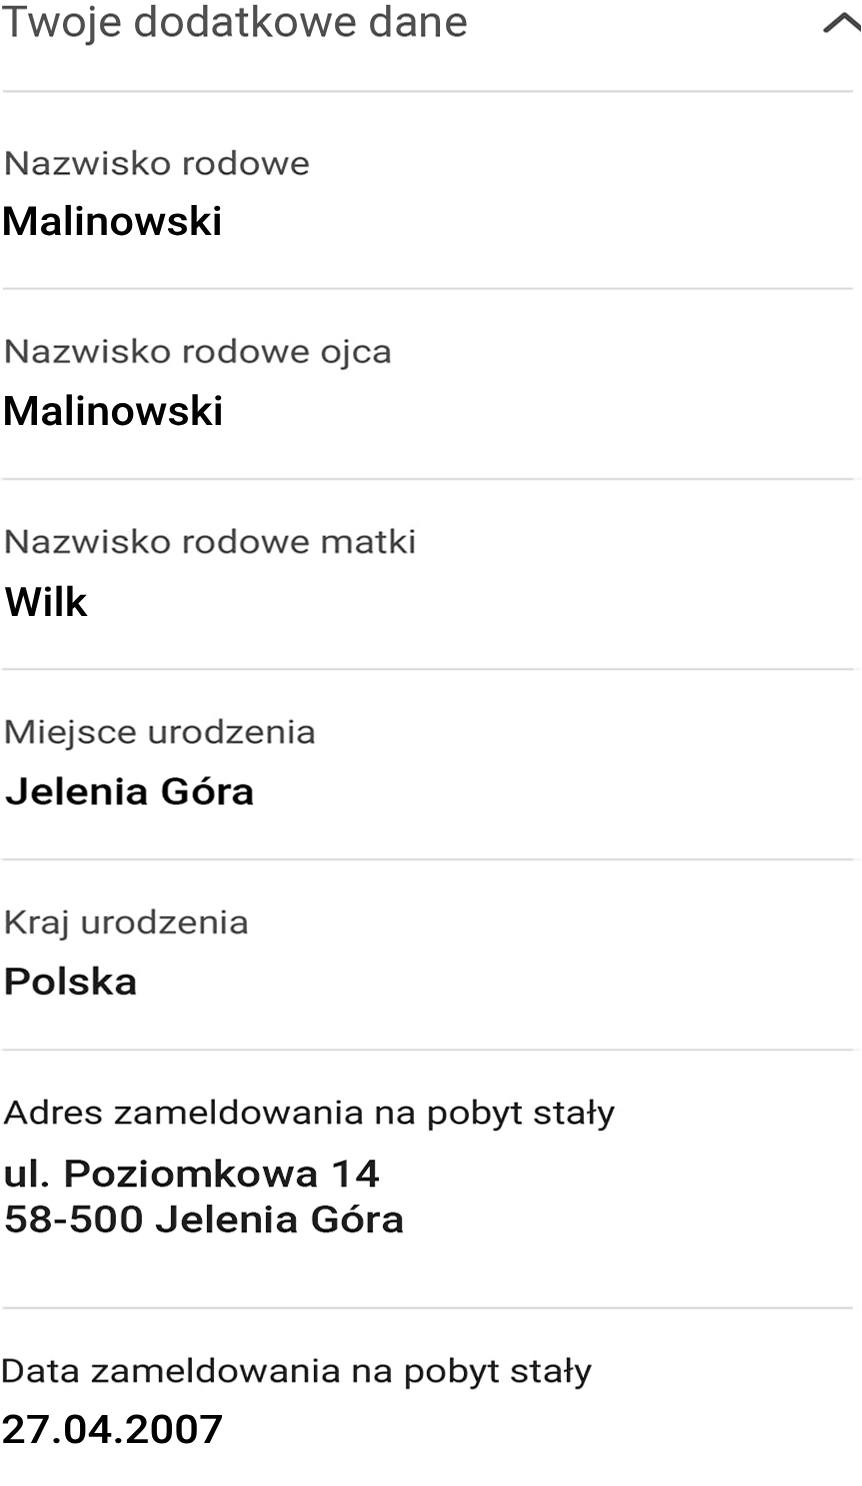 Twoje dodatkowe dane
Nazwisko rodowe
Malinowski
Nazwisko rodowe ojca
Malinowski
Nazwisko rodowe matki
Wilk
Miejsce urodzenia
Jelenia Góra
Kraj urodzenia
Polska
Adres zameldowania na pobyt stały
ul. Poziomkowa 14
58-500 Jelenia Góra
Data zameldowania na pobyt stały
27.04.2007